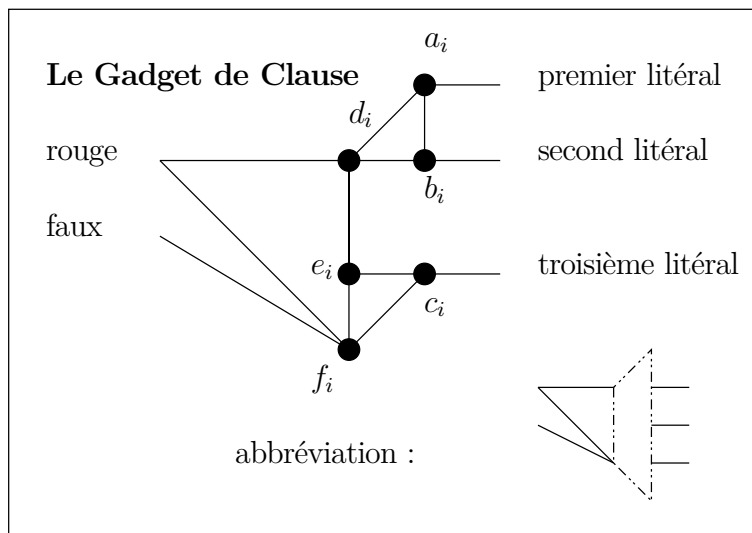 a_i
Le Gadget de Clause
premier litéral
d_i
rouge
second litéral
b_i
faux
e_i
troisième litéral
c_i
f_i
abbréviation :